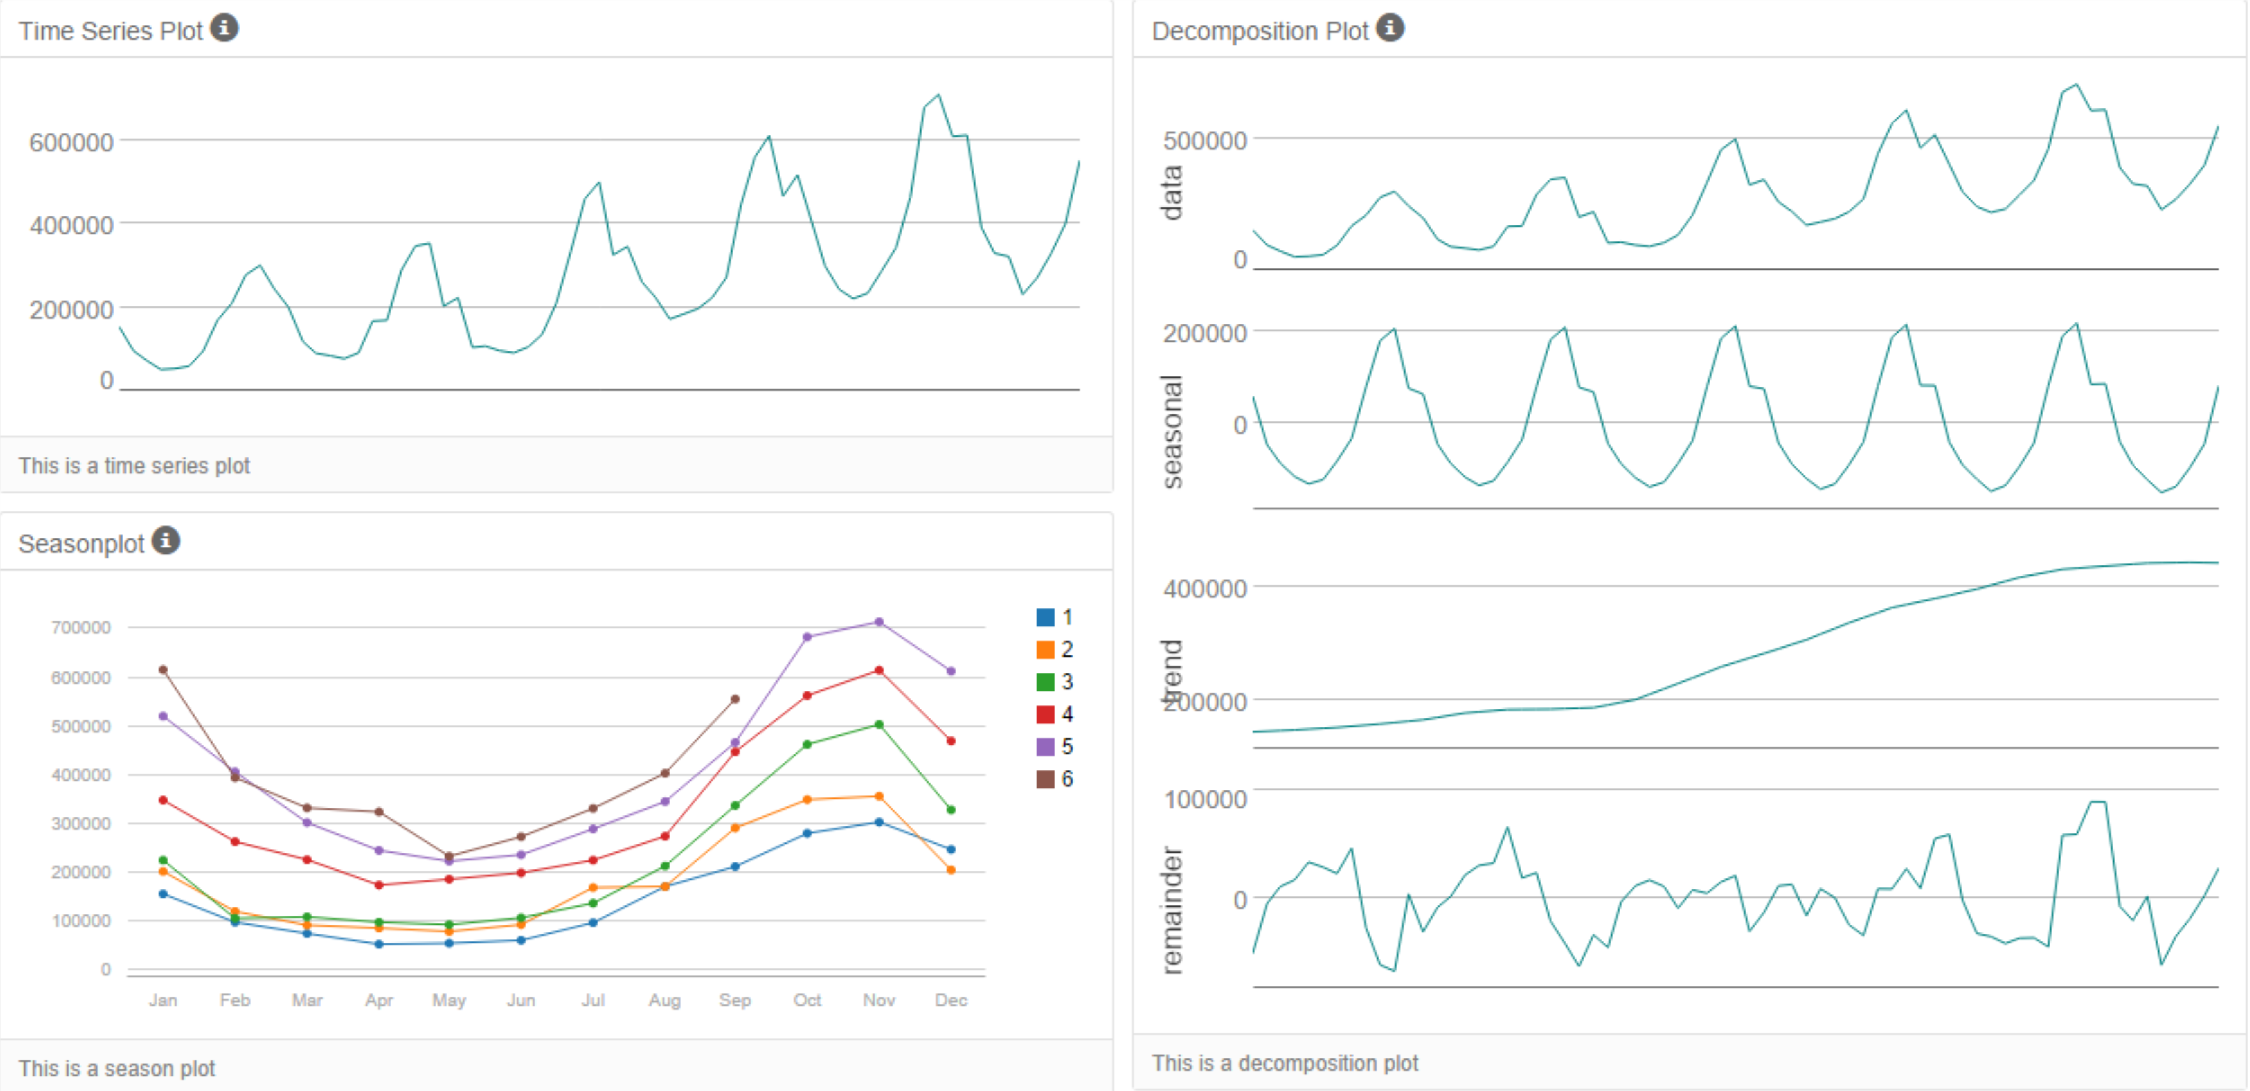 Time Series Plot
600000
400000
200000
0
This is a time series plot
Seasonplot
700000
600000
500000
400000
300000
200000
100000
0
Jan Feb Mar Apr May Jun Jul Aug Sep Oct Nov Dec
1
2
3
4
5
6
This is a season plot
Decomposition Plot
data
500000
0
seasonal
200000
0
trend
400000
200000
remainder
100000
0
This is a decomposition plot